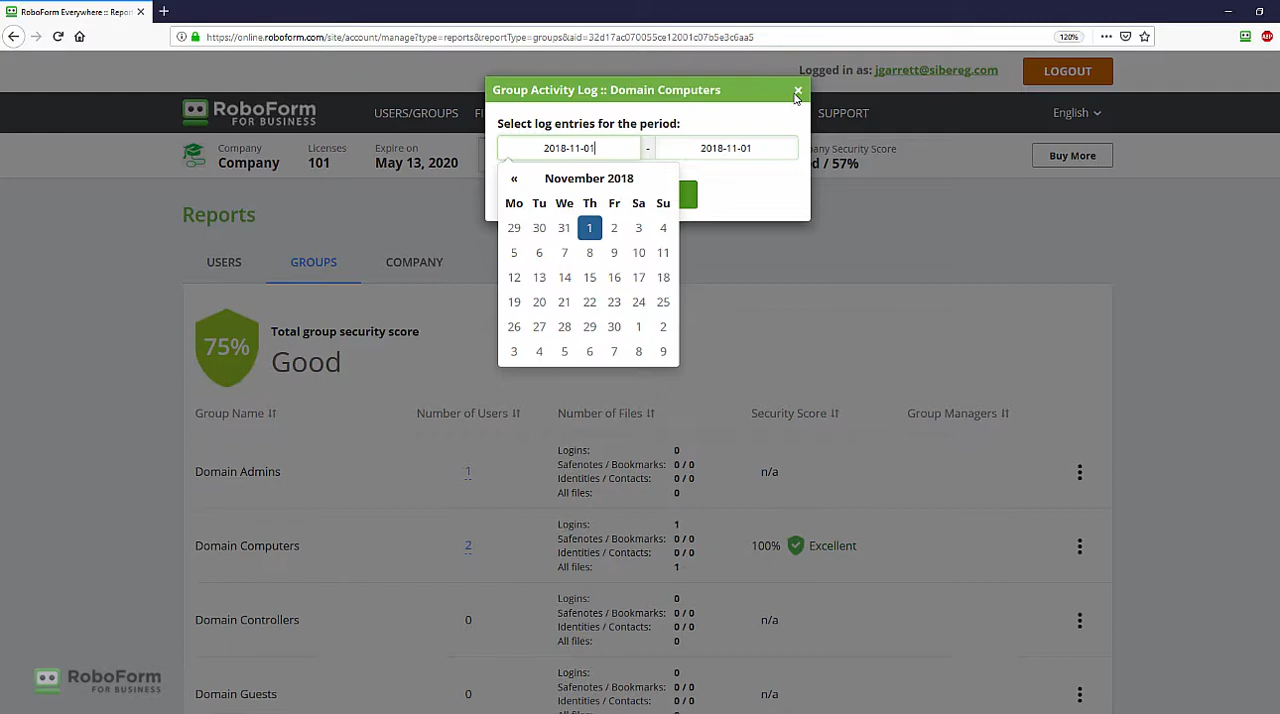 RoboForm Everywhere :: Report
https://online.roboform.com/site/account/manage?type=reports&reportType=groups&aid=32d17ac070055ce12001c07b5e3c6aa5
120%
Logged in as: jgarrett@sibereg.com
LOGOUT
RoboForm
FOR BUSINESS
USERS/GROUPS
SUPPORT
English
Company
Company
Licenses
101
Expire on
May 13, 2020
Company Security Score
/ 57%
Buy More
Group Activity Log :: Domain Computers
×
Select log entries for the period:
2018-11-01 - 2018-11-01
« November 2018
Mo Tu We Th Fr Sa Su
29 30 31 1 2 3 4
5 6 7 8 9 10 11
12 13 14 15 16 17 18
19 20 21 22 23 24 25
26 27 28 29 30 1 2
3 4 5 6 7 8 9
Reports
USERS GROUPS COMPANY
75%
Total group security score
Good
Group Name Number of Users Number of Files Security Score Group Managers
Domain Admins
1
Logins: 0
Safenotes / Bookmarks: 0 / 0
Identities / Contacts: 0 / 0
All files: 0
n/a
Domain Computers
2
Logins: 1
Safenotes / Bookmarks: 0 / 0
Identities / Contacts: 0 / 0
All files: 1
100% Excellent
Domain Controllers
0
Logins: 0
Safenotes / Bookmarks: 0 / 0
Identities / Contacts: 0 / 0
All files: 0
n/a
Domain Guests
0
Logins: 0
Safenotes / Bookmarks: 0 / 0
Identities / Contacts: 0 / 0
n/a
RoboForm
FOR BUSINESS